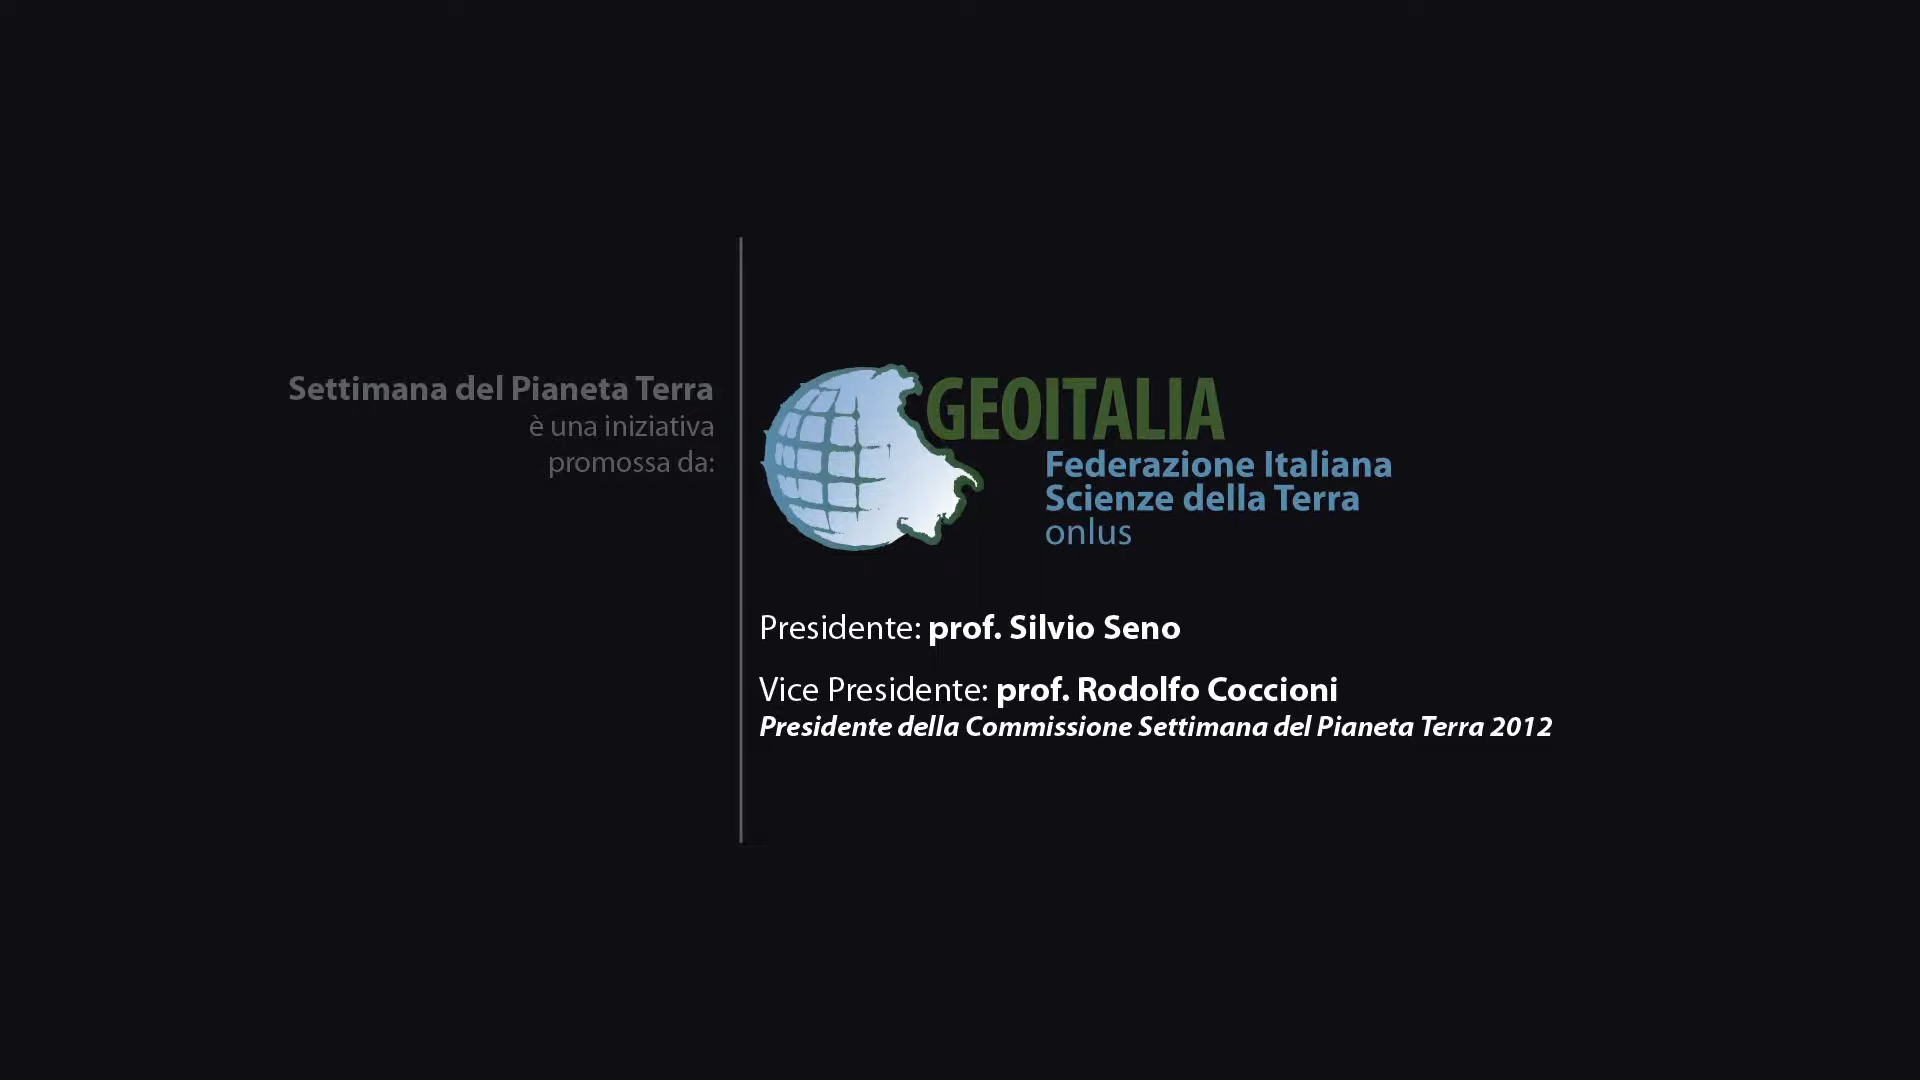 Settimana del Pianeta Terra
è una iniziativa
promossa da:
GEOITALIA
Federazione Italiana
Scienze della Terra
onlus
Presidente: prof. Silvio Seno
Vice Presidente: prof. Rodolfo Coccioni
Presidente della Commissione Settimana del Pianeta Terra 2012